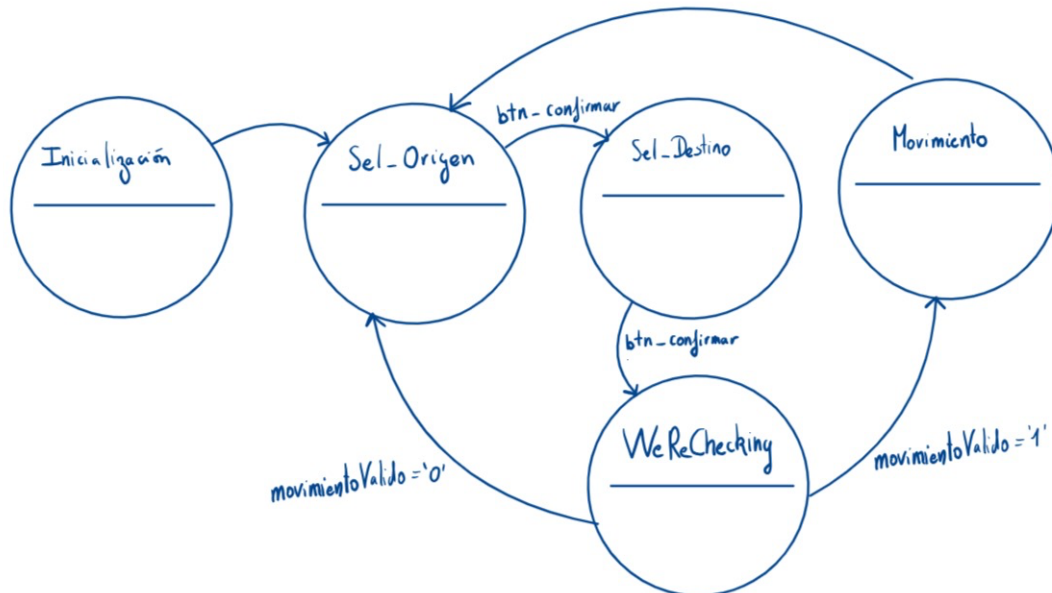 Inicialización
Sel_Origen
btn_confirmar
Sel_Destino
Movimiento
btn_confirmar
WeReChecking
movimientoValido='0'
movimientoValido='1'